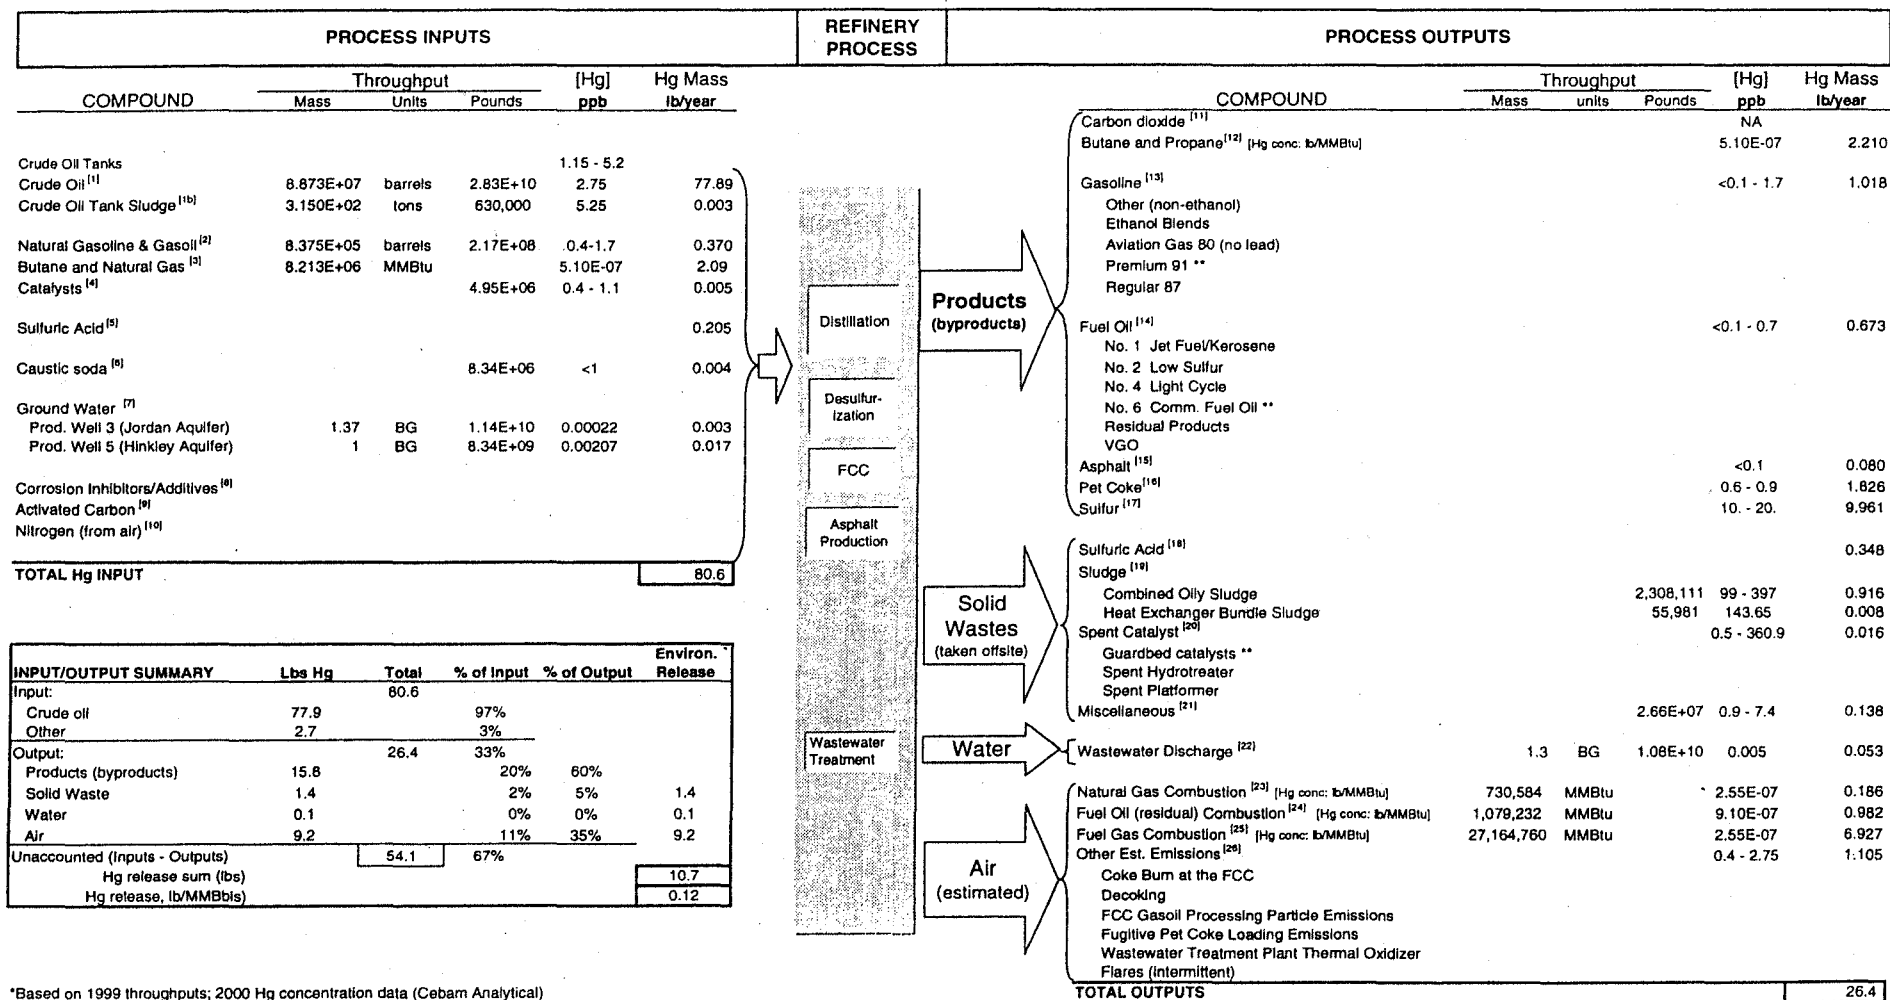 PROCESS INPUTS
REFINERY PROCESS
PROCESS OUTPUTS
Throughput [Hg] Hg Mass
COMPOUND Mass Units Pounds ppb lb/year
Crude Oil Tanks 1.15 - 5.2
Crude Oil [1] 8.873E+07 barrels 2.83E+10 2.75 77.89
Crude Oil Tank Sludge [1b] 3.150E+02 tons 630,000 5.25 0.003
Natural Gasoline & Gasoil [2] 8.375E+05 barrels 2.17E+08 0.4-1.7 0.370
Butane and Natural Gas [3] 8.213E+06 MMBtu 5.10E-07 2.09
Catalysts [4] 4.95E+06 0.4 - 1.1 0.005
Sulfuric Acid [5] 0.205
Caustic soda [6] 8.34E+06 <1 0.004
Ground Water [7]
Prod. Well 3 (Jordan Aquifer) 1.37 BG 1.14E+10 0.00022 0.003
Prod. Well 5 (Hinkley Aquifer) 1 BG 8.34E+09 0.00207 0.017
Corrosion Inhibitors/Additives [8]
Activated Carbon [9]
Nitrogen (from air) [10]
TOTAL Hg INPUT 80.6
INPUT/OUTPUT SUMMARY Lbs Hg Total % of Input % of Output Environ. Release
Input: 80.6
Crude oil 77.9 97%
Other 2.7 3%
Output: 26.4 33%
Products (byproducts) 15.8 20% 60%
Solid Waste 1.4 2% 5% 1.4
Water 0.1 0% 0% 0.1
Air 9.2 11% 35% 9.2
Unaccounted (Inputs - Outputs) 54.1 67%
Hg release sum (lbs) 10.7
Hg release, lb/MMBbls) 0.12
*Based on 1999 throughputs; 2000 Hg concentration data (Cebam Analytical)
Distillation
Desulfur-
ization
FCC
Asphalt
Production
Wastewater
Treatment
Products
(byproducts)
Solid
Wastes
(taken offsite)
Water
Air
(estimated)
Throughput [Hg] Hg Mass
COMPOUND Mass units Pounds ppb lb/year
Carbon dioxide [11] NA
Butane and Propane [12] [Hg conc: lb/MMBtu] 5.10E-07 2.210
Gasoline [13] <0.1 - 1.7 1.018
Other (non-ethanol)
Ethanol Blends
Aviation Gas 80 (no lead)
Premium 91 **
Regular 87
Fuel Oil [14] <0.1 - 0.7 0.673
No. 1 Jet Fuel/Kerosene
No. 2 Low Sulfur
No. 4 Light Cycle
No. 6 Comm. Fuel Oil **
Residual Products
VGO
Asphalt [15] <0.1 0.080
Pet Coke [16] 0.6 - 0.9 1.826
Sulfur [17] 10. - 20. 9.961
Sulfuric Acid [18] 0.348
Sludge [19]
Combined Oily Sludge 2,308,111 99 - 397 0.916
Heat Exchanger Bundle Sludge 55,981 143.65 0.008
Spent Catalyst [20] 0.5 - 360.9 0.016
Guardbed catalysts **
Spent Hydrotreater
Spent Platformer
Miscellaneous [21] 2.66E+07 0.9 - 7.4 0.138
Wastewater Discharge [22] 1.3 BG 1.08E+10 0.005 0.053
Natural Gas Combustion [23] [Hg conc: lb/MMBtu] 730,584 MMBtu 2.55E-07 0.186
Fuel Oil (residual) Combustion [24] [Hg conc: lb/MMBtu] 1,079,232 MMBtu 9.10E-07 0.982
Fuel Gas Combustion [25] [Hg conc: lb/MMBtu] 27,164,760 MMBtu 2.55E-07 6.927
Other Est. Emissions [26] 0.4 - 2.75 1.105
Coke Burn at the FCC
Decoking
FCC Gasoil Processing Particle Emissions
Fugitive Pet Coke Loading Emissions
Wastewater Treatment Plant Thermal Oxidizer
Flares (intermittent)
TOTAL OUTPUTS 26.4